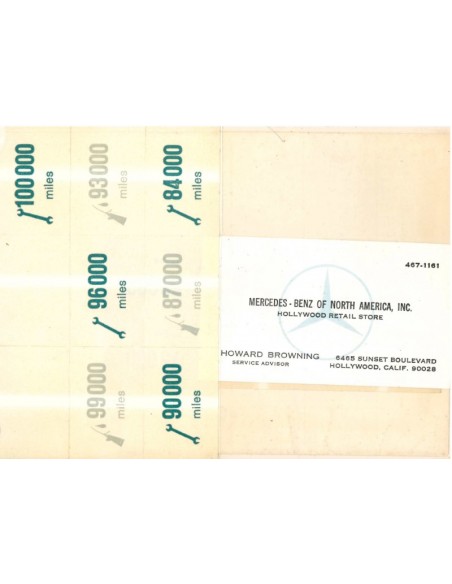 100000
miles
93000
miles
84000
miles
96000
miles
87000
miles
99000
miles
90000
miles
467-1161
MERCEDES - BENZ OF NORTH AMERICA, INC.
HOLLYWOOD RETAIL STORE
HOWARD BROWNING
SERVICE ADVISOR
6465 SUNSET BOULEVARD
HOLLYWOOD, CALIF. 90028